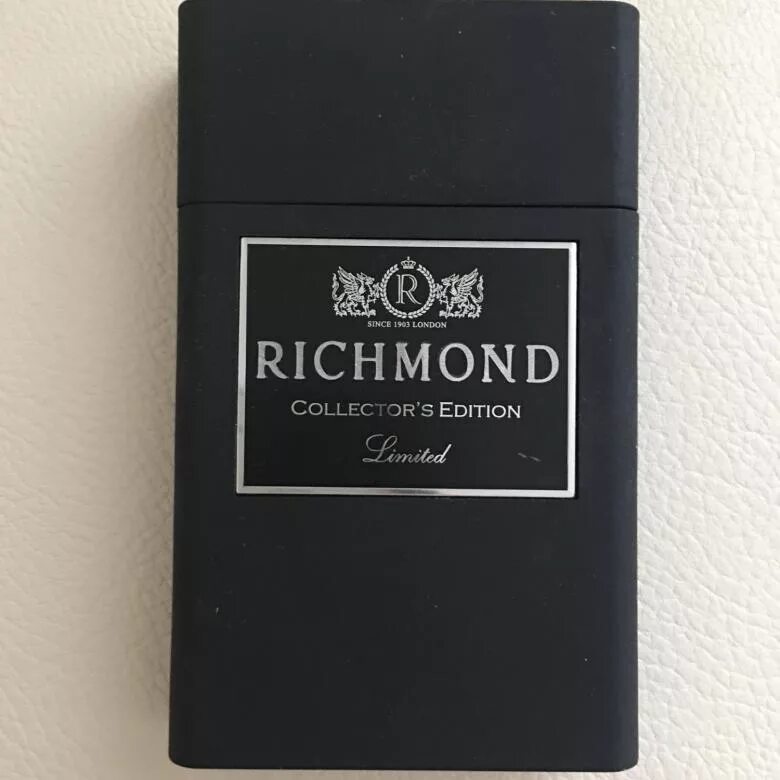 R
SINCE 1903 LONDON
RICHMOND
COLLECTOR'S EDITION
Limited